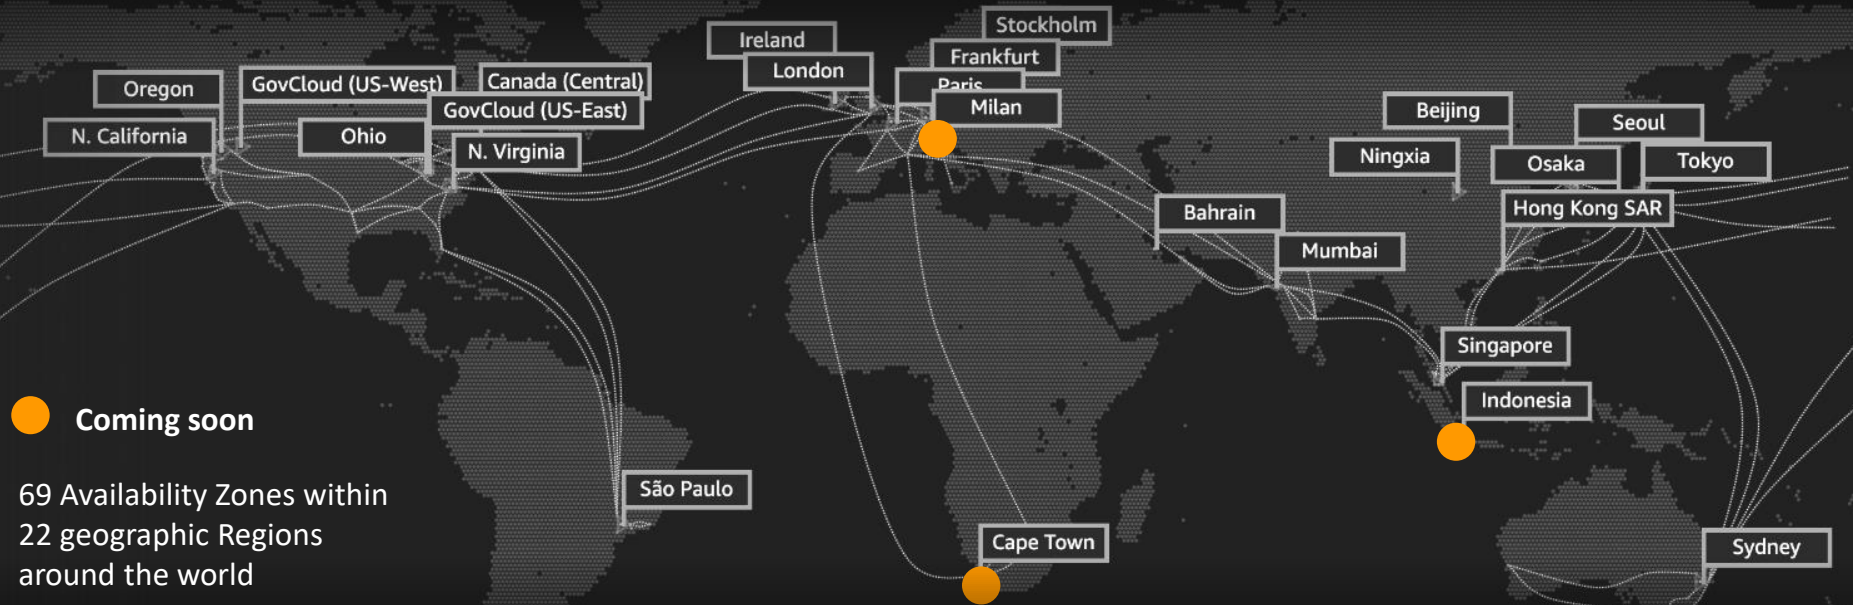 Stockholm
Ireland
Frankfurt
London
Paris
Milan
Oregon
GovCloud (US-West)
Canada (Central)
GovCloud (US-East)
N. California
Ohio
N. Virginia
Beijing
Seoul
Ningxia
Osaka
Tokyo
Bahrain
Hong Kong SAR
Mumbai
Singapore
Indonesia
São Paulo
Cape Town
Sydney
Coming soon
69 Availability Zones within
22 geographic Regions
around the world